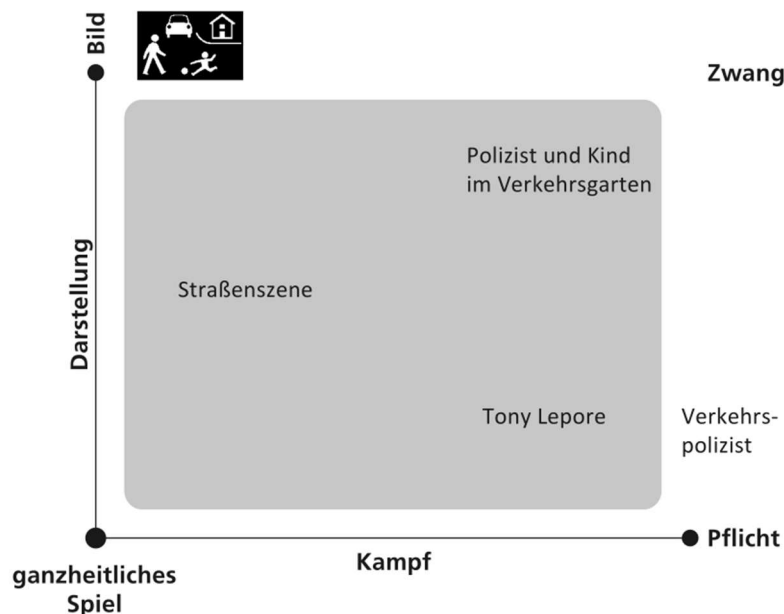 Bild
Zwang
Polizist und Kind
im Verkehrsgarten
Darstellung
Straßenszene
Tony Lepore
Verkehrs-
polizist
Pflicht
Kampf
ganzheitliches
Spiel